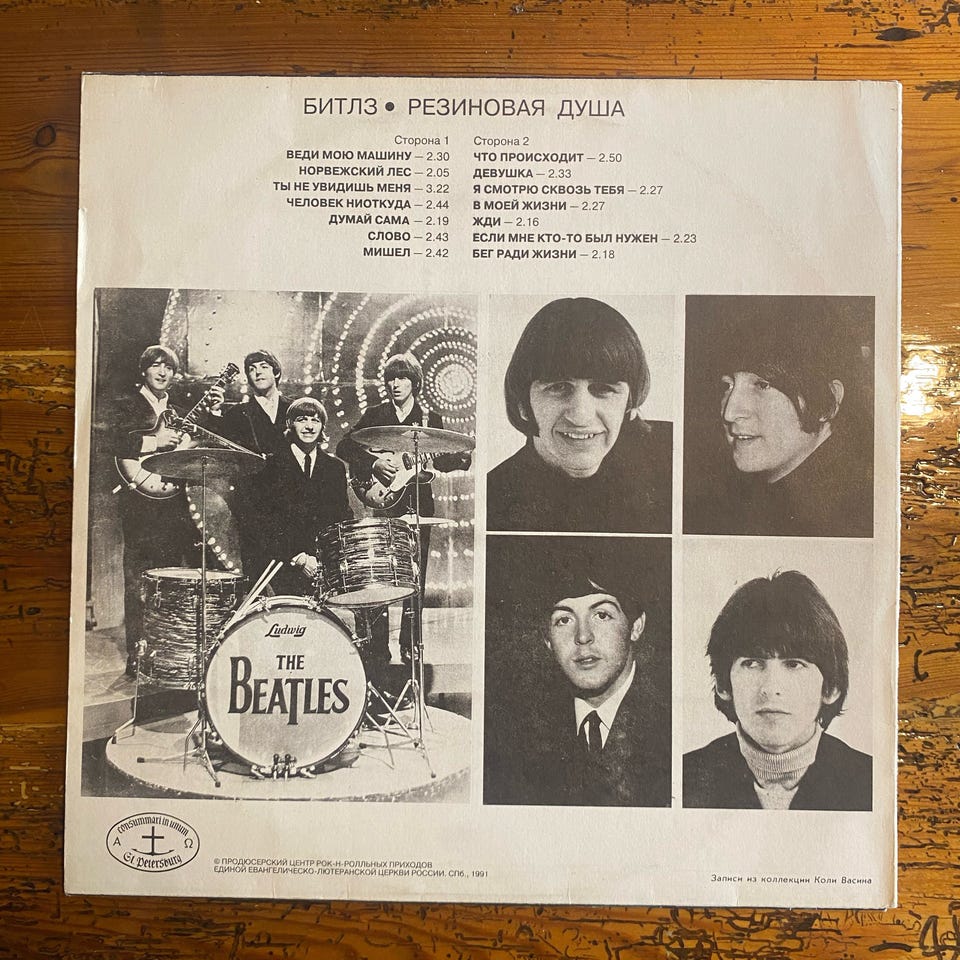 БИТЛЗ • РЕЗИНОВАЯ ДУША
Сторона 1
ВЕДИ МОЮ МАШИНУ — 2.30
НОРВЕЖСКИЙ ЛЕС — 2.05
ТЫ НЕ УВИДИШЬ МЕНЯ — 3.22
ЧЕЛОВЕК НИОТКУДА — 2.44
ДУМАЙ САМА — 2.19
СЛОВО — 2.43
МИШЕЛ — 2.42
Сторона 2
ЧТО ПРОИСХОДИТ — 2.50
ДЕВУШКА — 2.33
Я СМОТРЮ СКВОЗЬ ТЕБЯ — 2.27
В МОЕЙ ЖИЗНИ — 2.27
ЖДИ — 2.16
ЕСЛИ МНЕ КТО-ТО БЫЛ НУЖЕН — 2.23
БЕГ РАДИ ЖИЗНИ — 2.18
Ludwig
THE
BEATLES
consummari in unum
Α Ω
St Petersburg
© ПРОДЮСЕРСКИЙ ЦЕНТР РОК-Н-РОЛЛЬНЫХ ПРИХОДОВ
ЕДИНОЙ ЕВАНГЕЛИЧЕСКО-ЛЮТЕРАНСКОЙ ЦЕРКВИ РОССИИ. СПб., 1991
Записи из коллекции Коли Васина